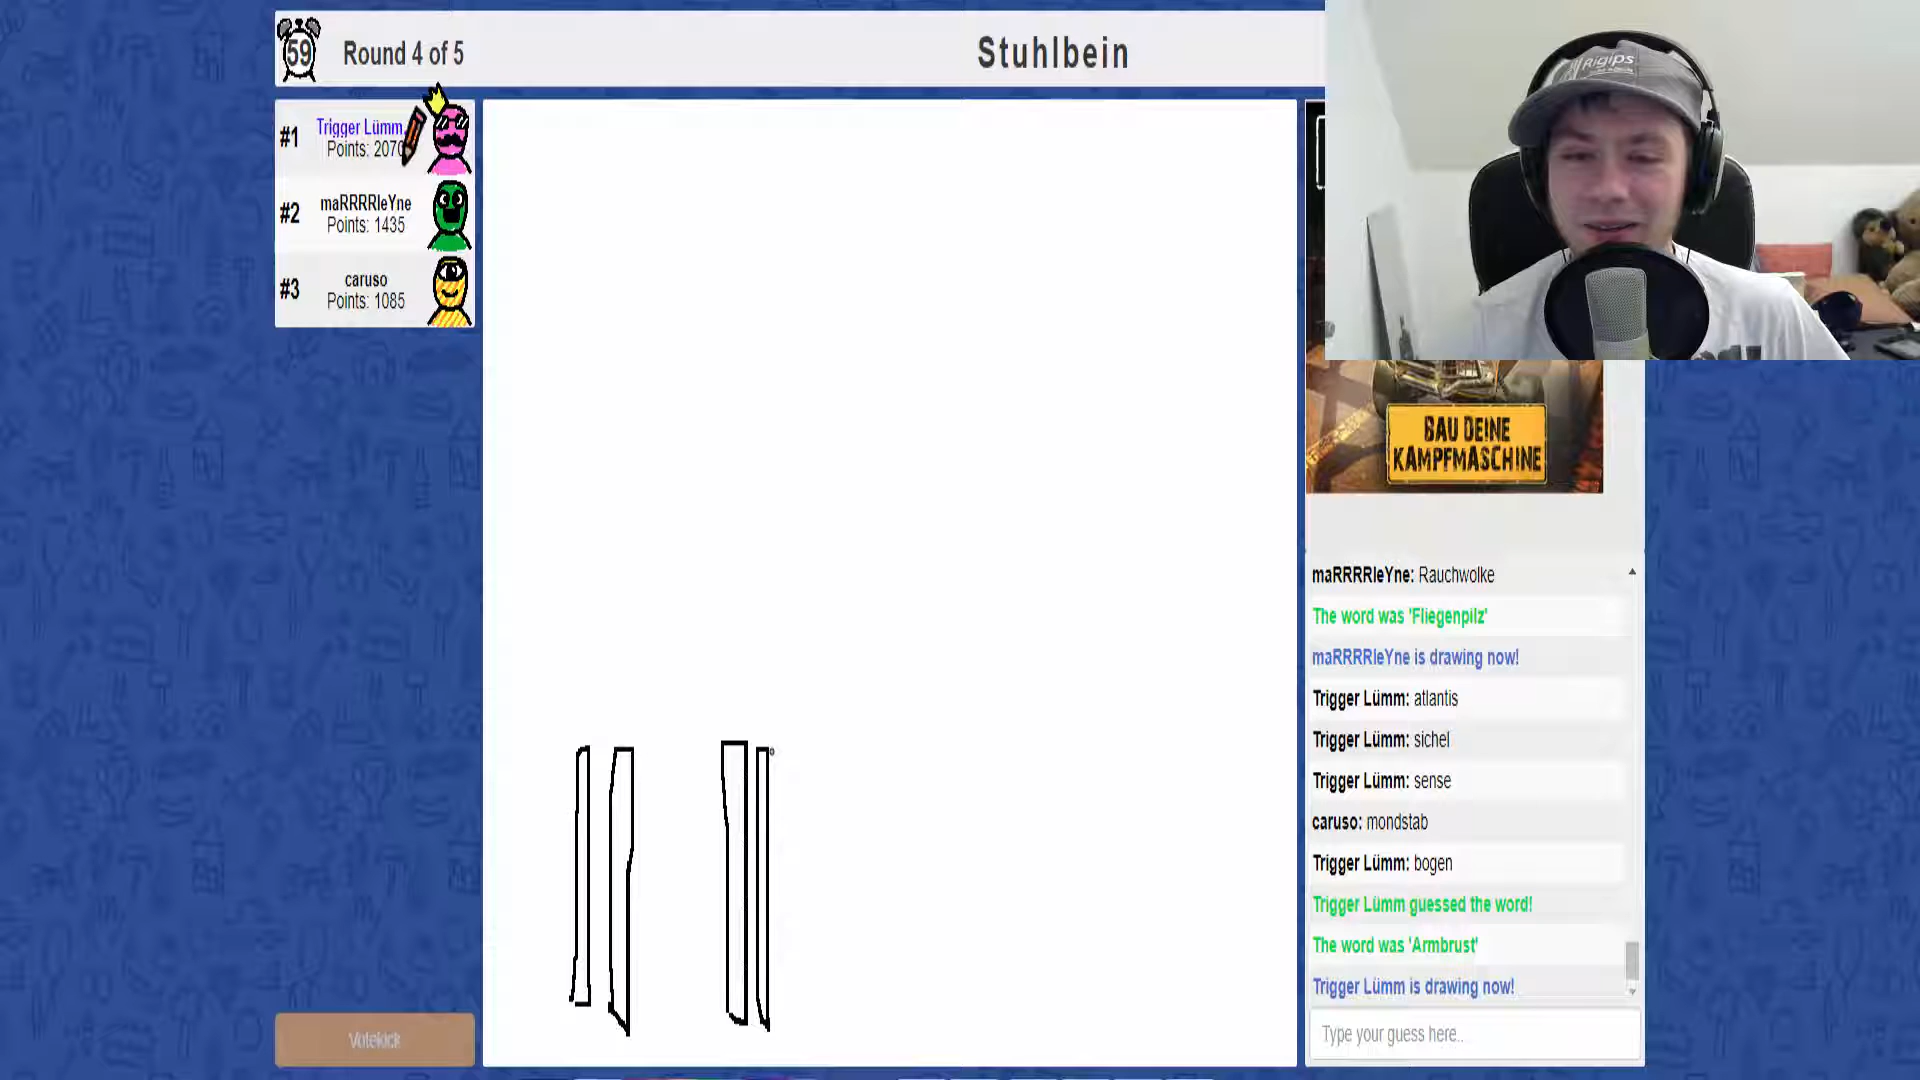 59
Round 4 of 5
Stuhlbein
#1
Trigger Lümm
Points: 2070
#2
maRRRRleYne
Points: 1435
#3
caruso
Points: 1085
Rigips
BAU DEINE
KAMPFMASCHINE
maRRRRleYne: Rauchwolke
The word was 'Fliegenpilz'
maRRRRleYne is drawing now!
Trigger Lümm: atlantis
Trigger Lümm: sichel
Trigger Lümm: sense
caruso: mondstab
Trigger Lümm: bogen
Trigger Lümm guessed the word!
The word was 'Armbrust'
Trigger Lümm is drawing now!
Type your guess here..
Votekick